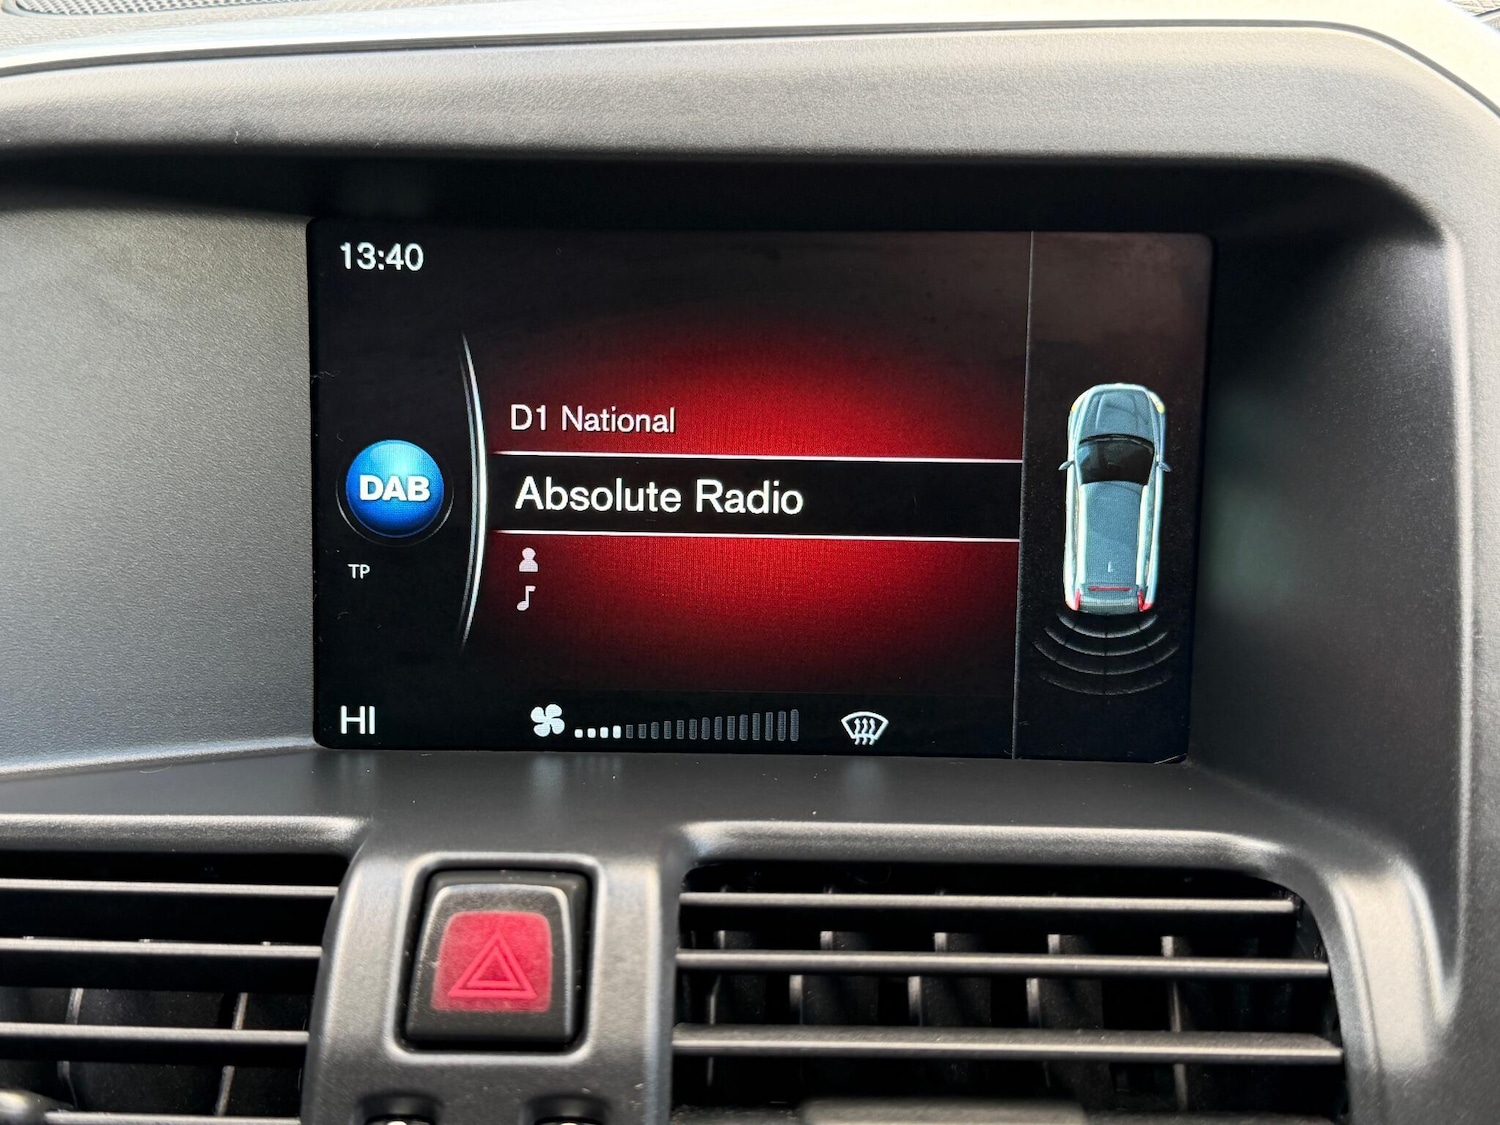 13:40
D1 National
DAB
Absolute Radio
TP
HI